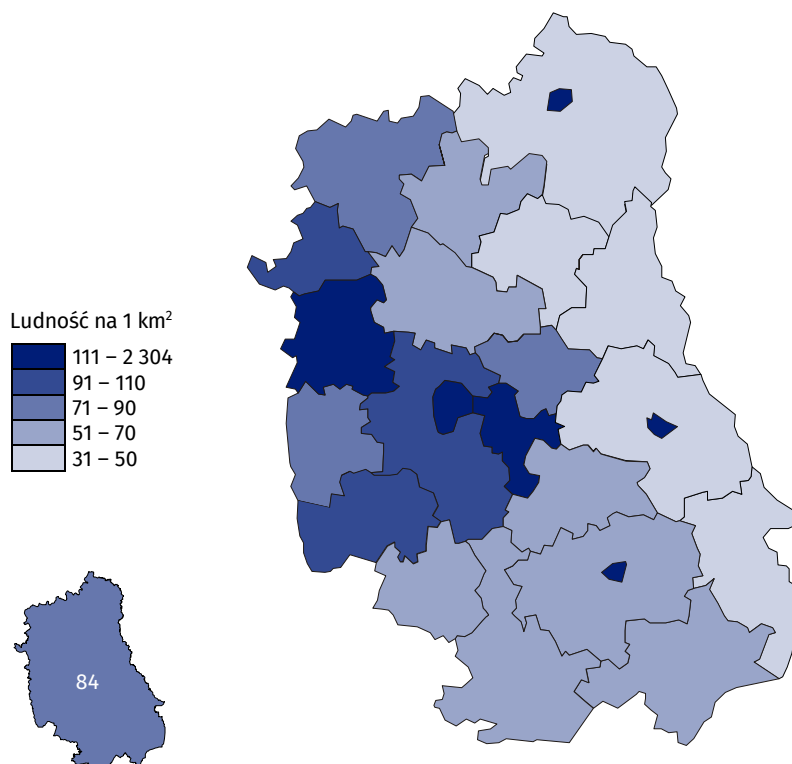 Ludność na 1 km²
111 – 2 304
91 – 110
71 – 90
51 – 70
31 – 50
84